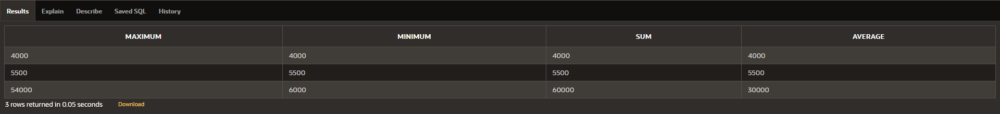 Results Explain Describe Saved SQL History
MAXIMUM MINIMUM SUM AVERAGE
4000 4000 4000 4000
5500 5500 5500 5500
54000 6000 60000 30000
3 rows returned in 0.05 seconds Download